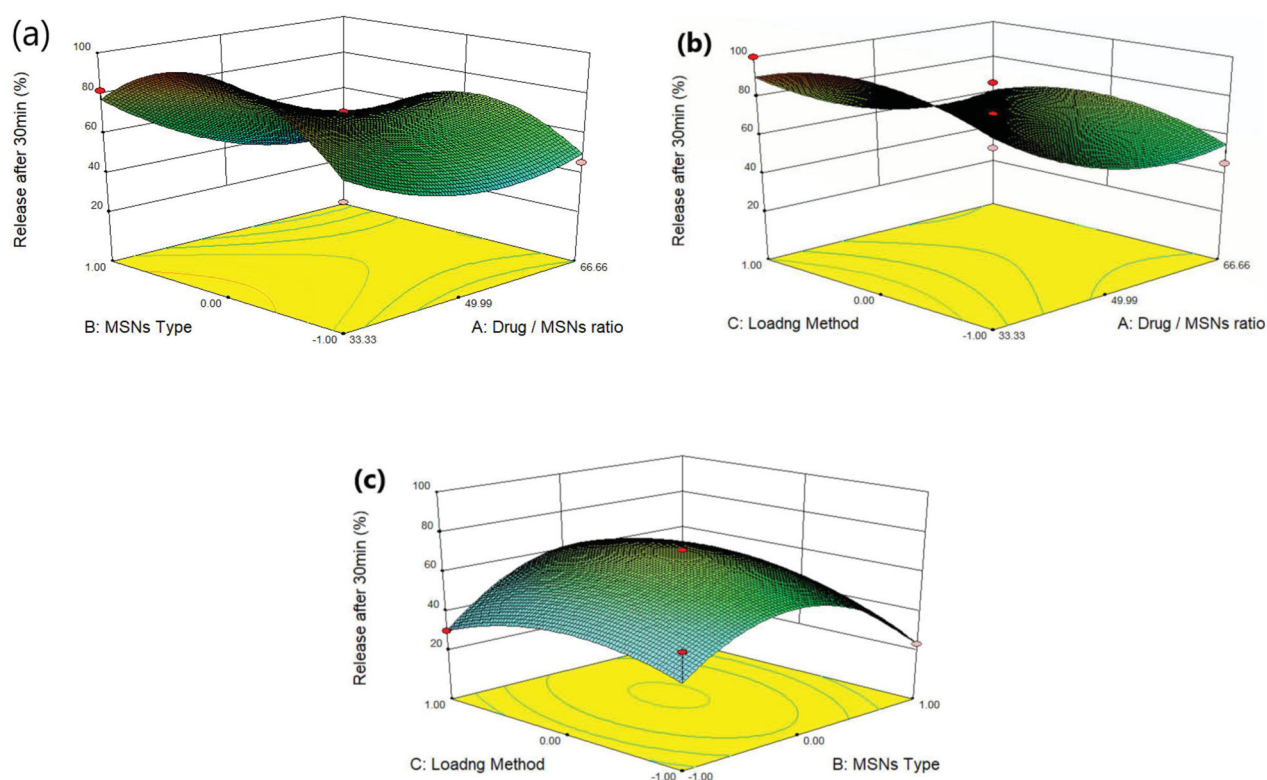 (a)
100
80
60
40
20
Release after 30min (%)
1.00
0.00
-1.00
B: MSNs Type
33.33
49.99
66.66
A: Drug / MSNs ratio
(b)
100
80
60
40
20
Release after 30min (%)
1.00
0.00
-1.00
C: Loadng Method
33.33
49.99
66.66
A: Drug / MSNs ratio
(c)
100
80
60
40
20
Release after 30min (%)
1.00
0.00
-1.00
C: Loadng Method
-1.00
0.00
1.00
B: MSNs Type